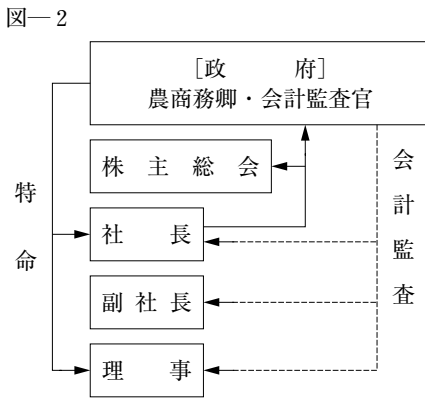 図―2
[政 府]
農商務卿・会計監査官
株主総会
特命
社長
会計監査
副社長
理事